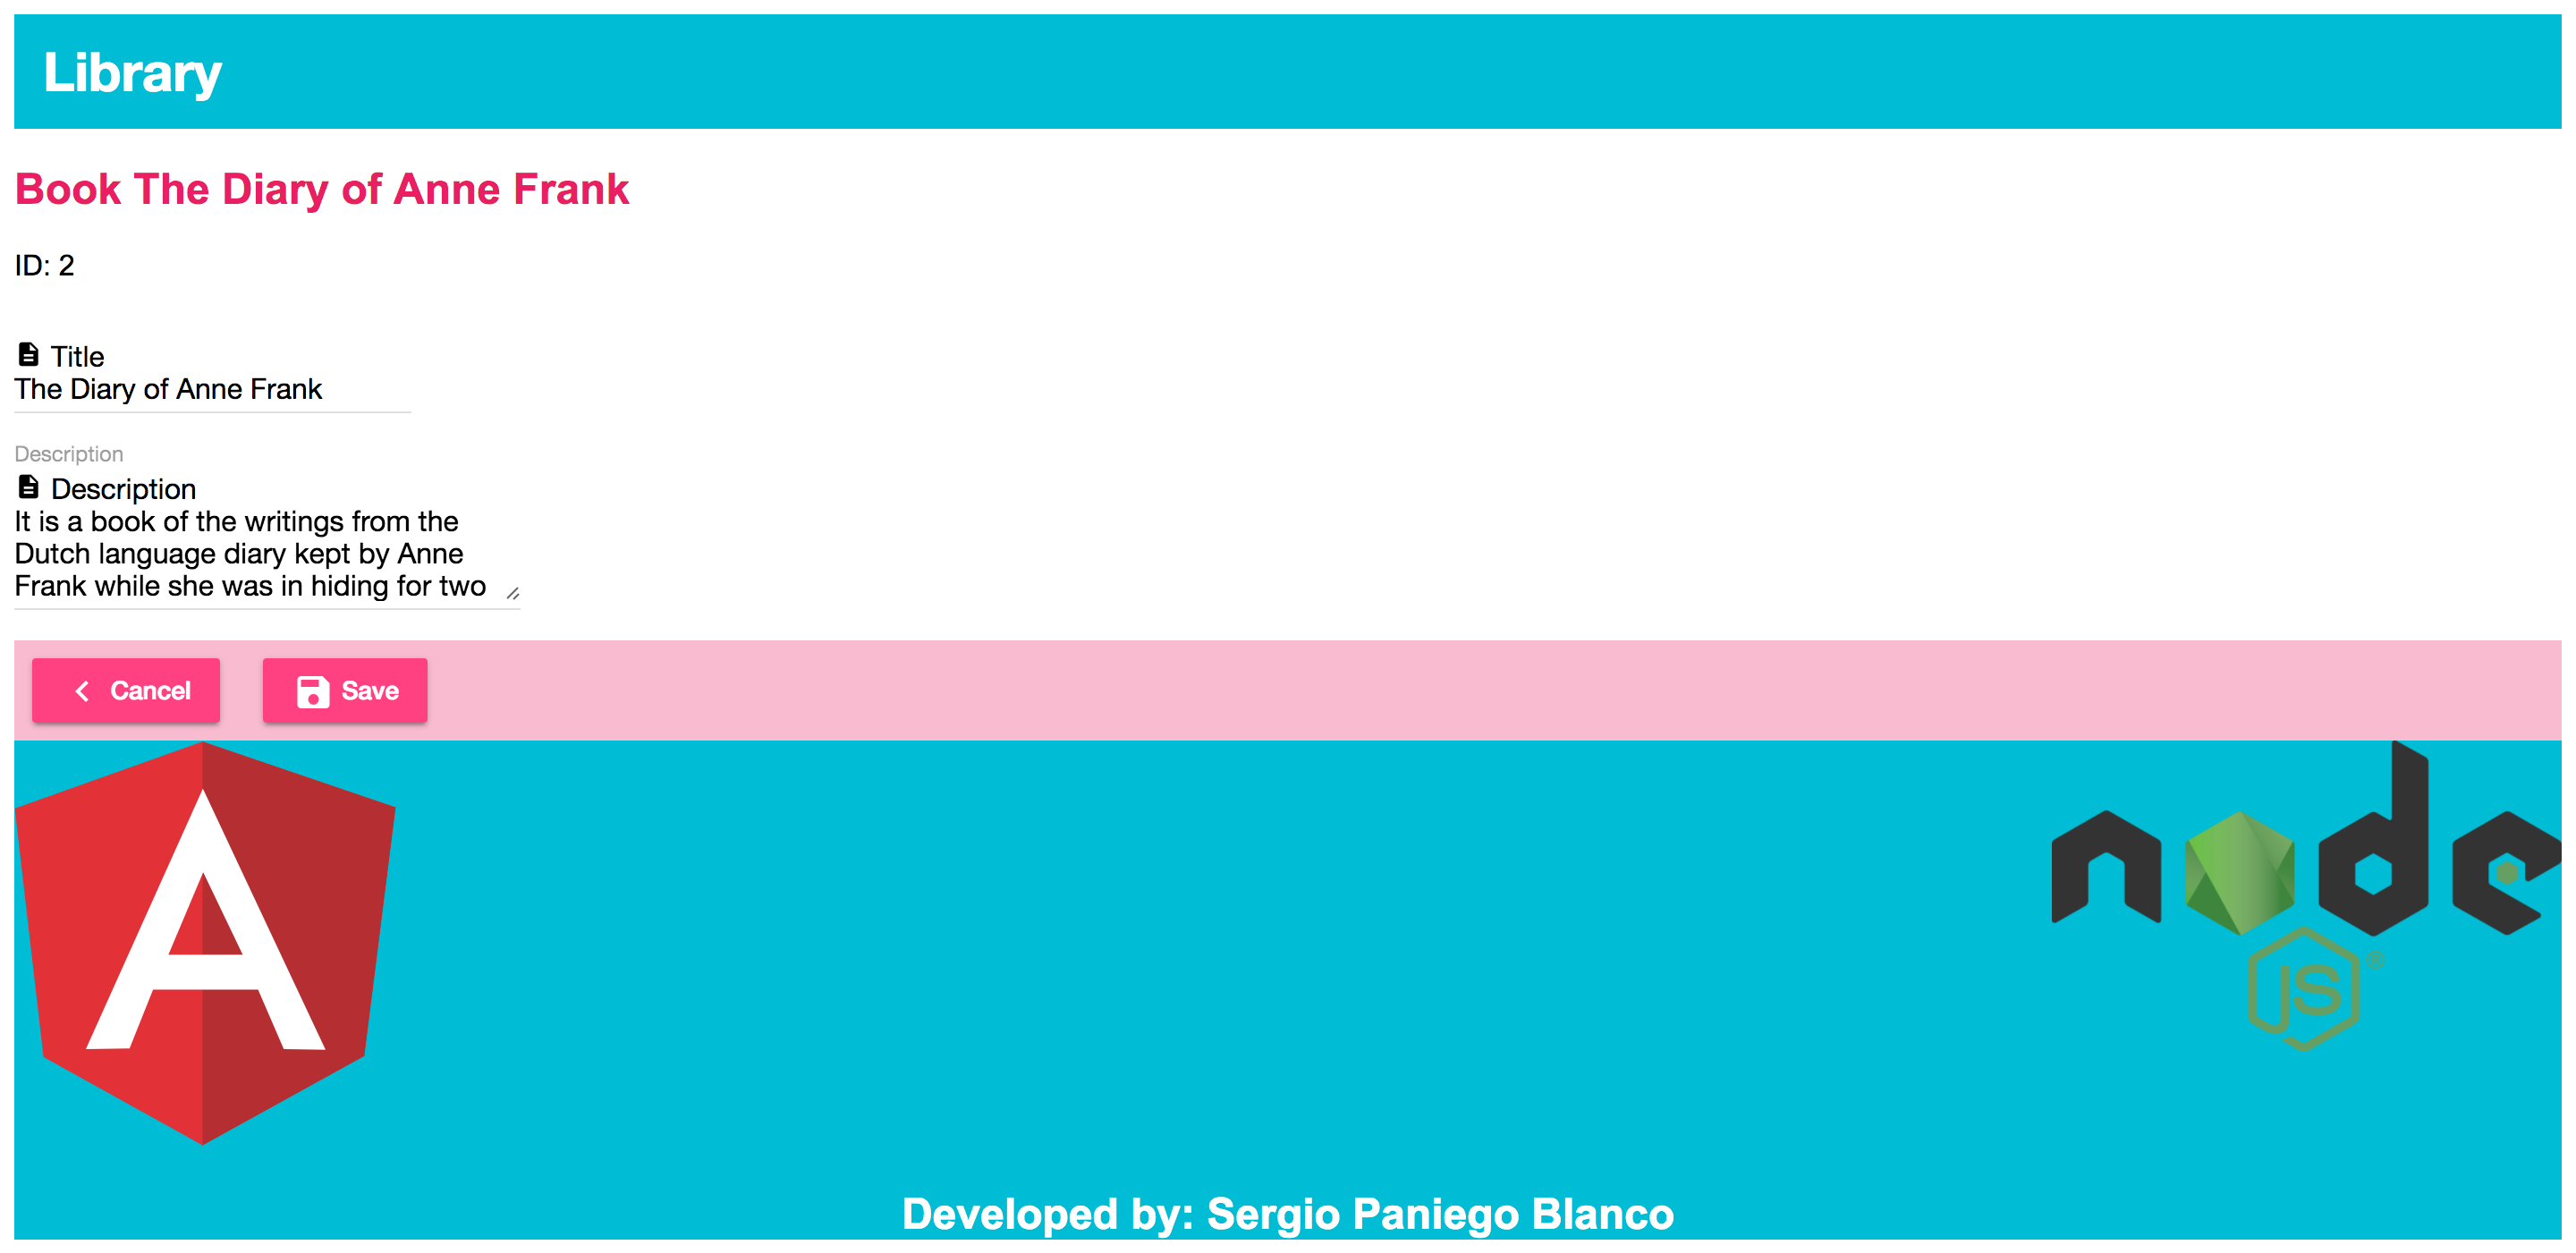 Library
Book The Diary of Anne Frank
ID: 2
Title
The Diary of Anne Frank
Description
Description
It is a book of the writings from the
Dutch language diary kept by Anne
Frank while she was in hiding for two
Cancel Save
A
node
JS®
Developed by: Sergio Paniego Blanco